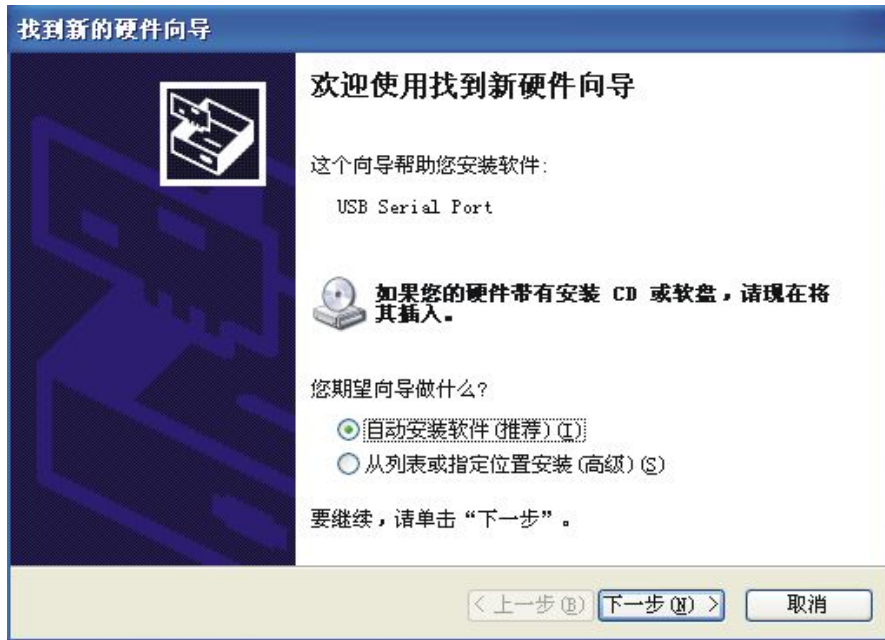 找到新的硬件向导
欢迎使用找到新硬件向导
这个向导帮助您安装软件:
USB Serial Port
如果您的硬件带有安装 CD 或软盘，请现在将
其插入。
您期望向导做什么?
自动安装软件(推荐)(I)
从列表或指定位置安装(高级)(S)
要继续，请单击“下一步”。
< 上一步(B) 下一步(N) > 取消